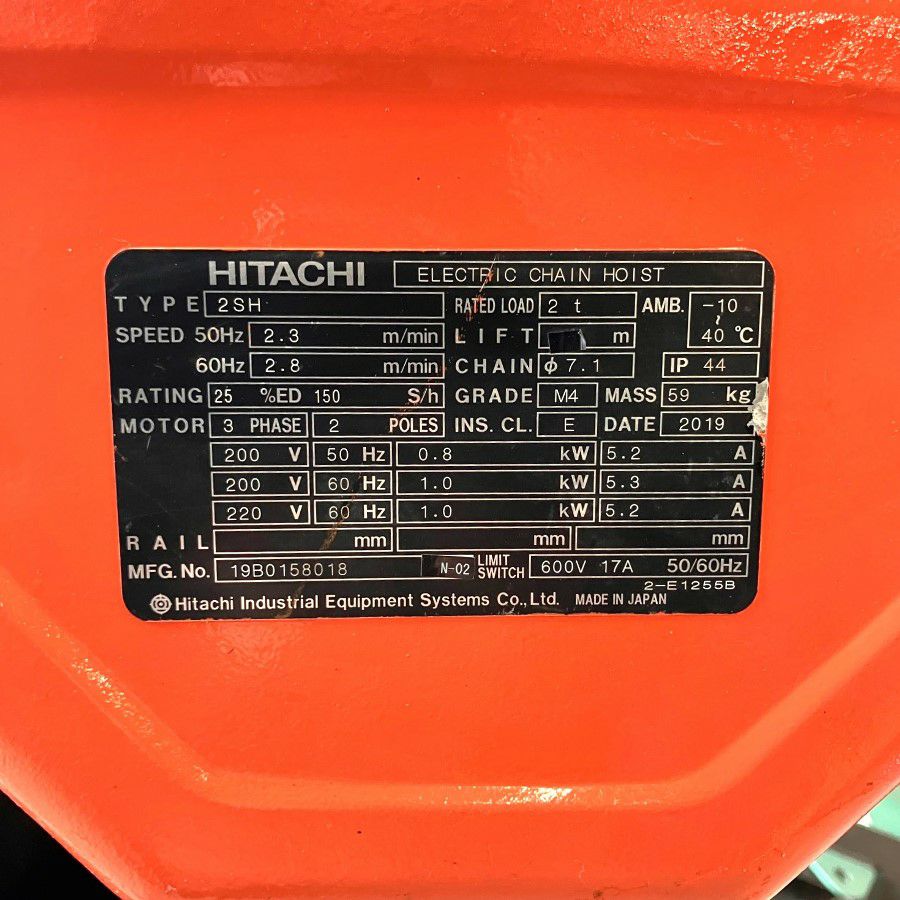 HITACHI ELECTRIC CHAIN HOIST
TYPE 2SH RATED LOAD 2 t AMB. -10 ~ 40 ℃
SPEED 50Hz 2.3 m/min LIFT m
60Hz 2.8 m/min CHAIN φ7.1 IP 44
RATING 25 %ED 150 S/h GRADE M4 MASS 59 kg
MOTOR 3 PHASE 2 POLES INS. CL. E DATE 2019
200 V 50 Hz 0.8 kW 5.2 A
200 V 60 Hz 1.0 kW 5.3 A
220 V 60 Hz 1.0 kW 5.2 A
RAIL mm mm mm
MFG. No. 19B0158018 N-02 LIMIT SWITCH 600V 17A 50/60Hz
2-E1255B
Hitachi Industrial Equipment Systems Co., Ltd. MADE IN JAPAN